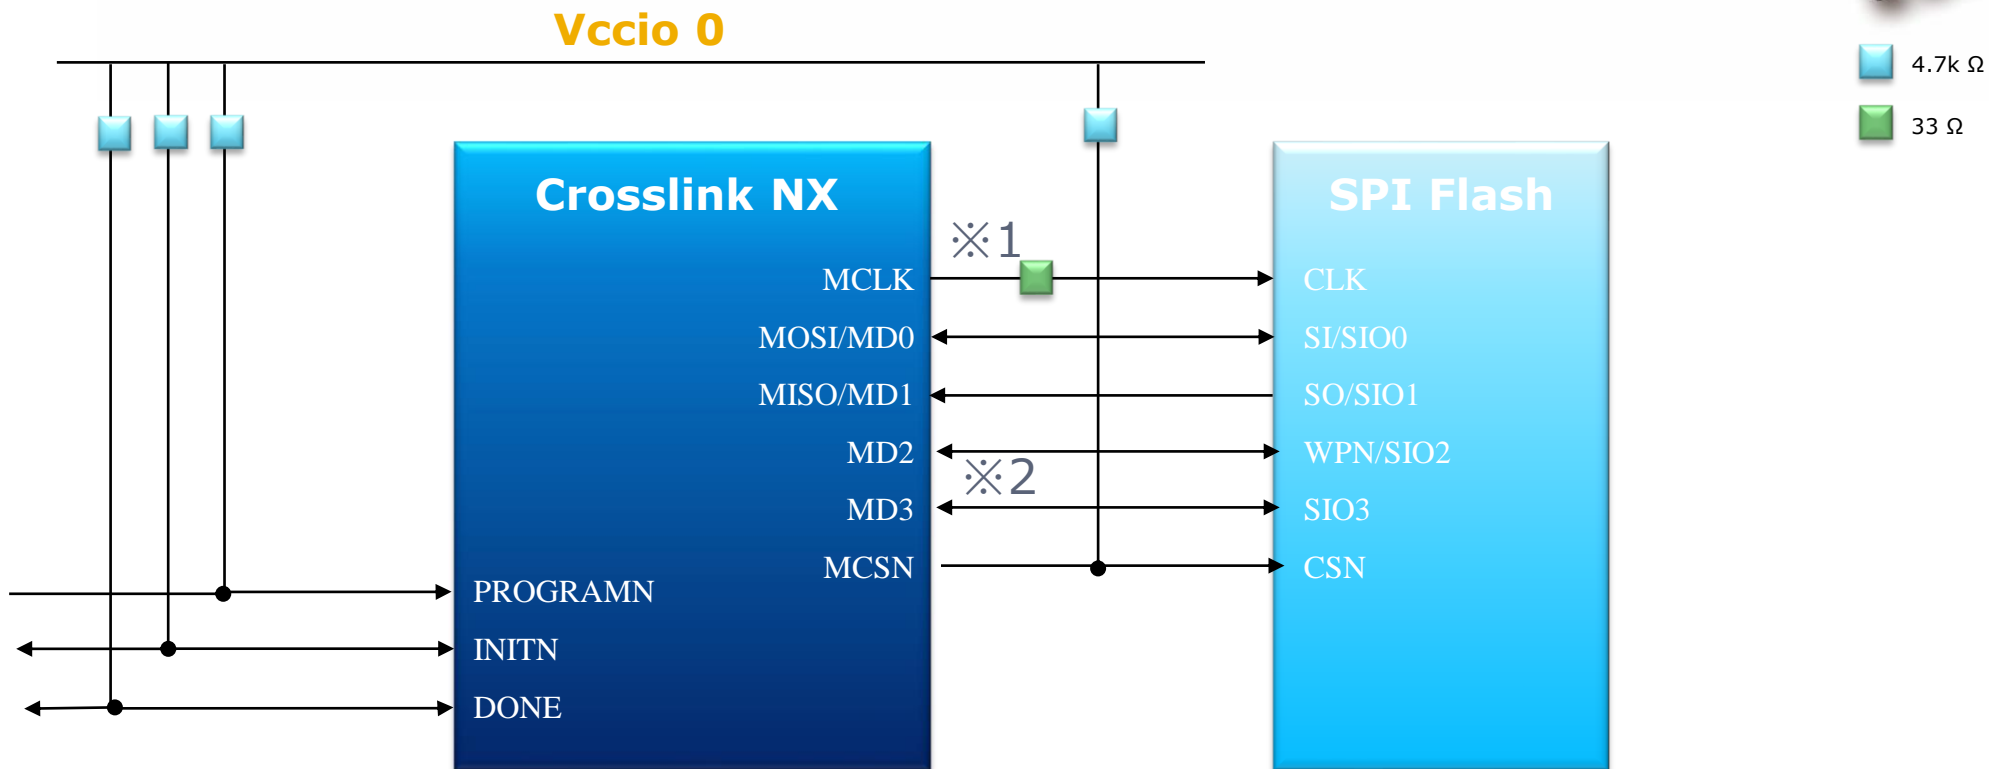 Vccio 0
4.7k Ω
33 Ω
Crosslink NX
SPI Flash
※1
MCLK
CLK
MOSI/MD0
SI/SIO0
MISO/MD1
SO/SIO1
MD2
WPN/SIO2
※2
MD3
SIO3
MCSN
CSN
PROGRAMN
INITN
DONE